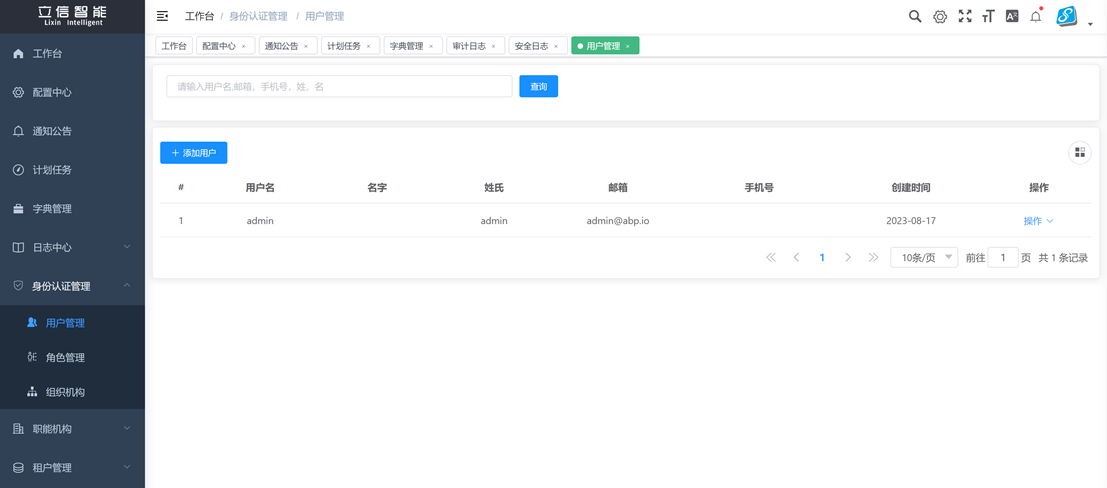 立信智能
Lixin Intelligent
工作台
配置中心
通知公告
计划任务
字典管理
日志中心
身份认证管理
用户管理
角色管理
组织机构
职能机构
租户管理
工作台 / 身份认证管理 / 用户管理
工作台 配置中心 × 通知公告 × 计划任务 × 字典管理 × 审计日志 × 安全日志 × 用户管理 ×
请输入用户名,邮箱，手机号，姓，名 查询
+ 添加用户
# 用户名 名字 姓氏 邮箱 手机号 创建时间 操作
1 admin admin admin@abp.io 2023-08-17 操作
1 10条/页 前往 1 页 共 1 条记录